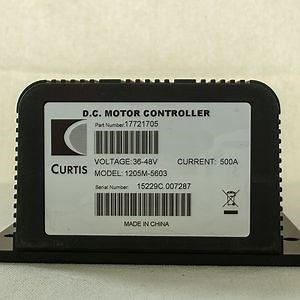 D.C. MOTOR CONTROLLER
Part Number: 17721705
CURTIS
VOLTAGE: 36-48V CURRENT: 500A
MODEL: 1205M-5603
Serial Number: 15229C.007287
MADE IN CHINA